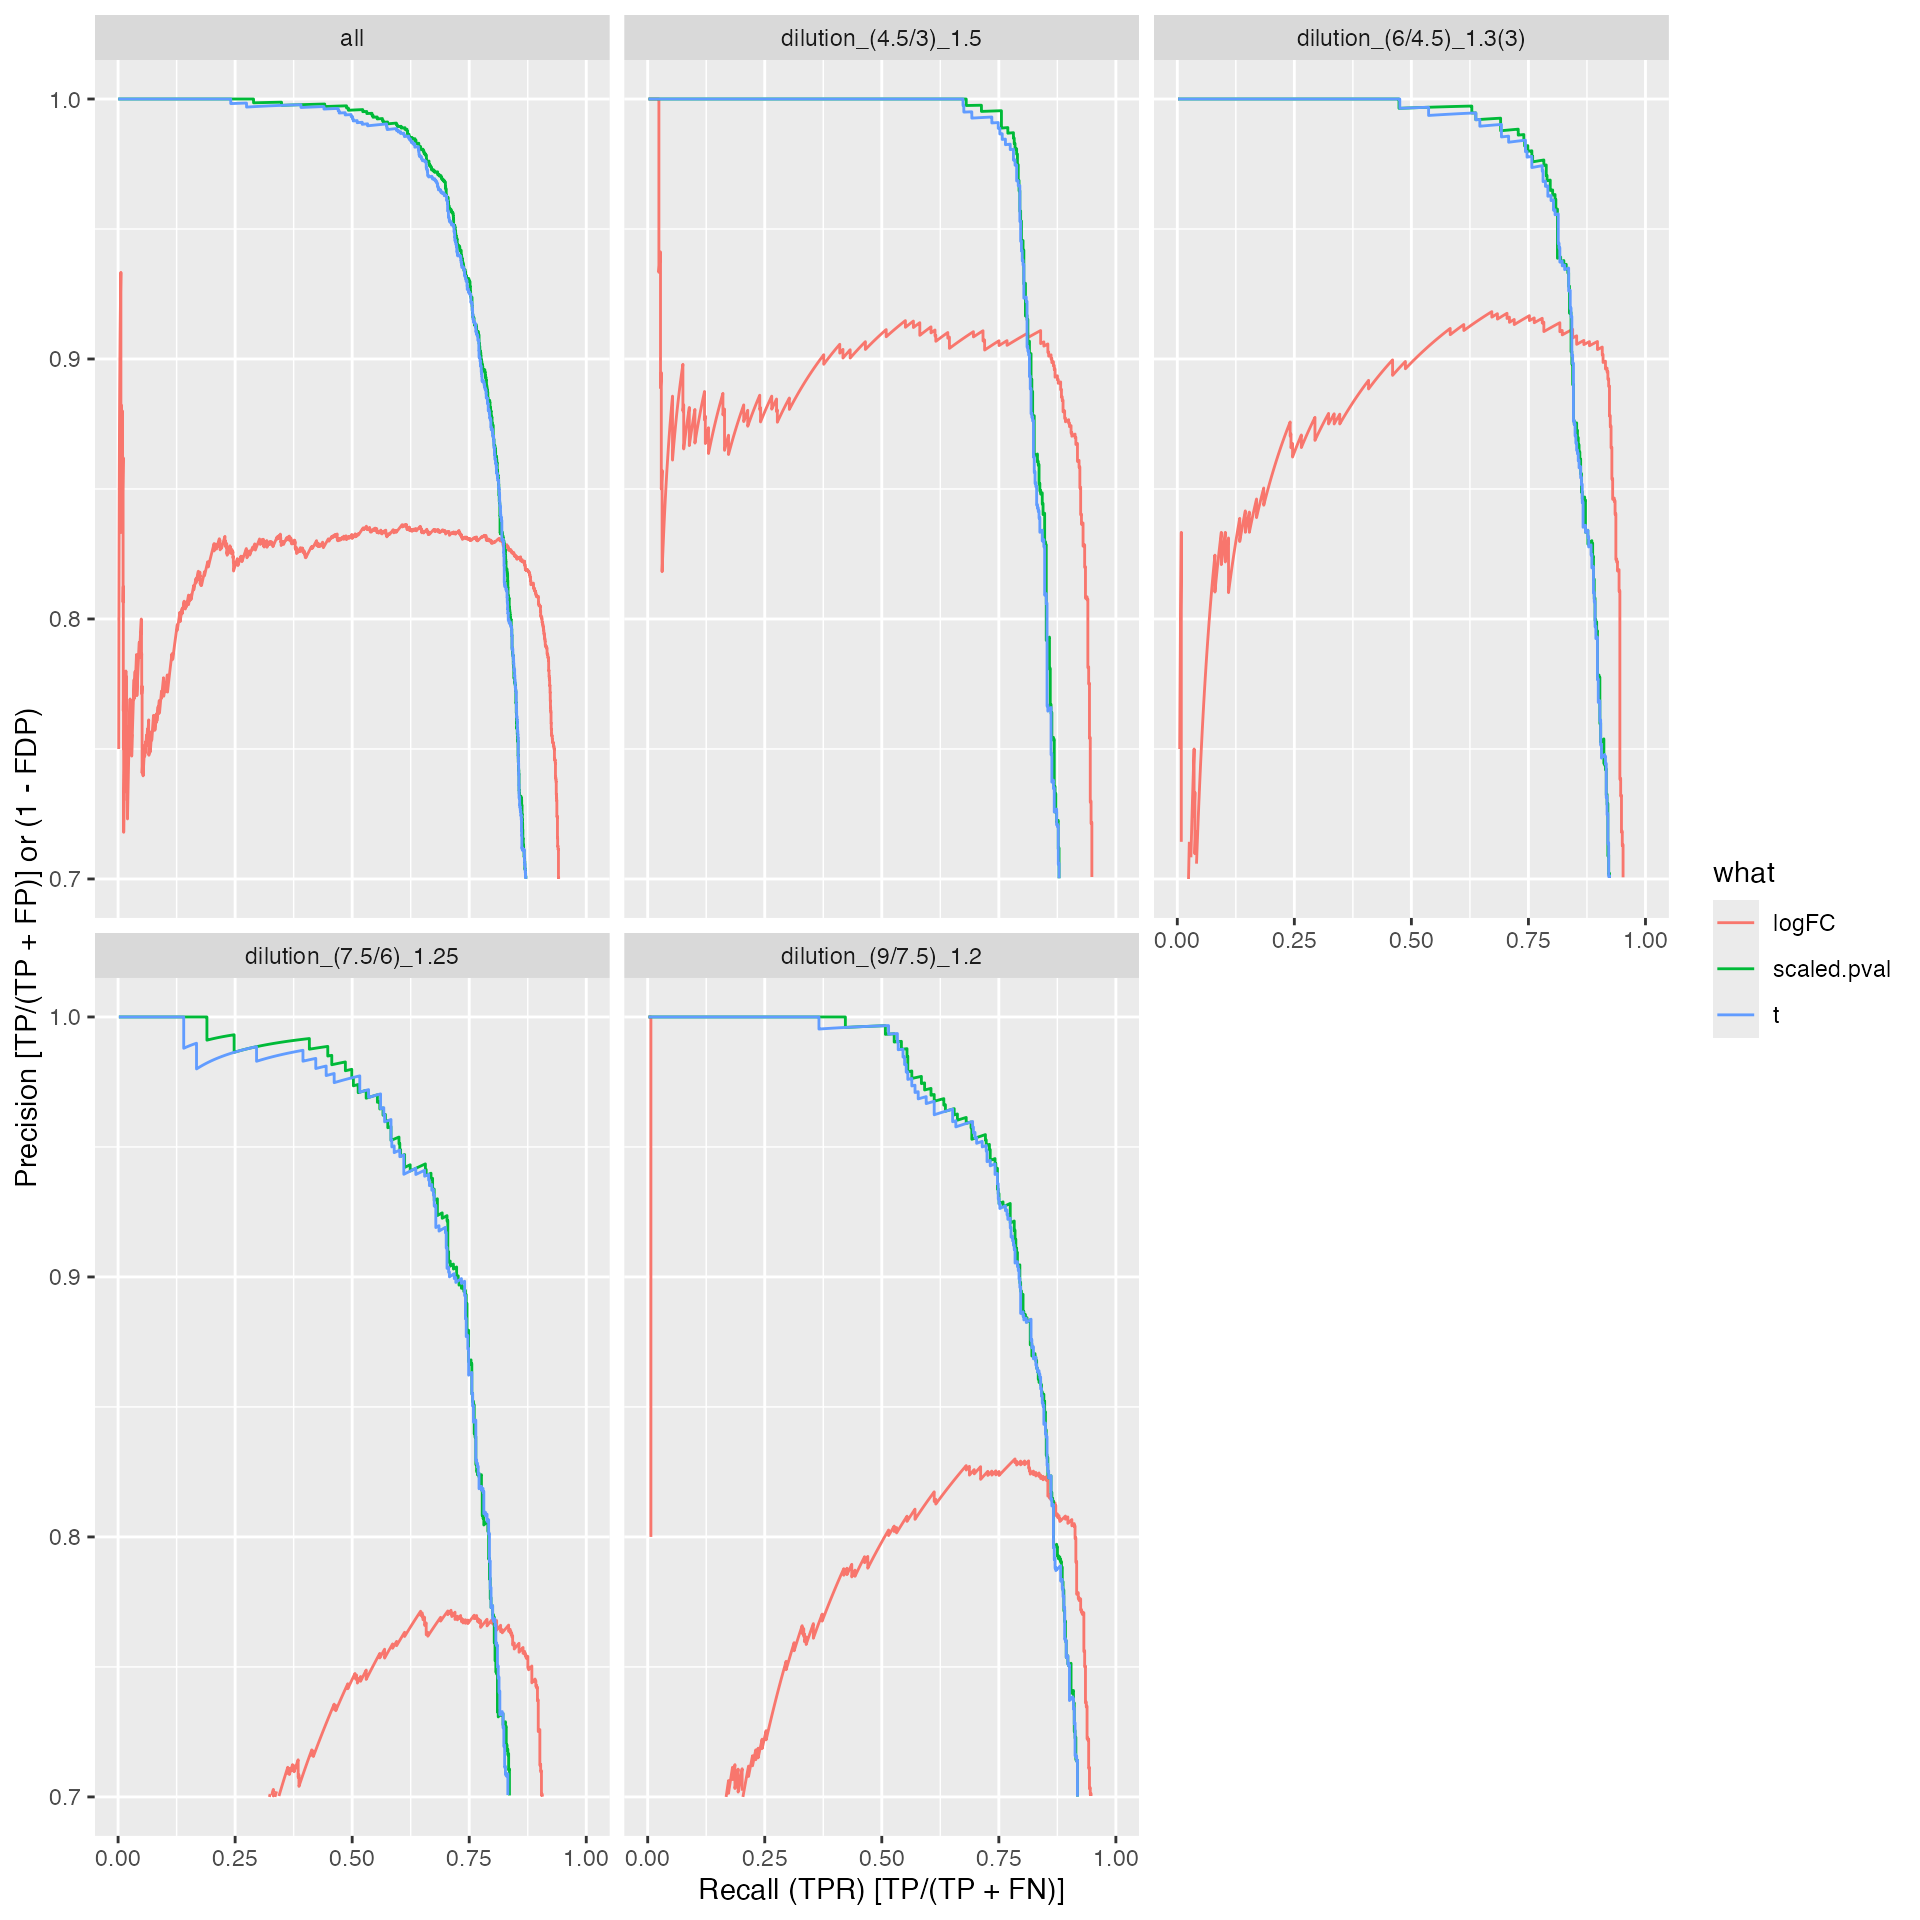 all
dilution_(4.5/3)_1.5
dilution_(6/4.5)_1.3(3)
1.0
0.9
0.8
0.7
0.00 0.25 0.50 0.75 1.00
dilution_(7.5/6)_1.25
dilution_(9/7.5)_1.2
1.0
0.9
0.8
0.7
0.00 0.25 0.50 0.75 1.00
0.00 0.25 0.50 0.75 1.00
Recall (TPR) [TP/(TP + FN)]
Precision [TP/(TP + FP)] or (1 - FDP)
what
logFC
scaled.pval
t